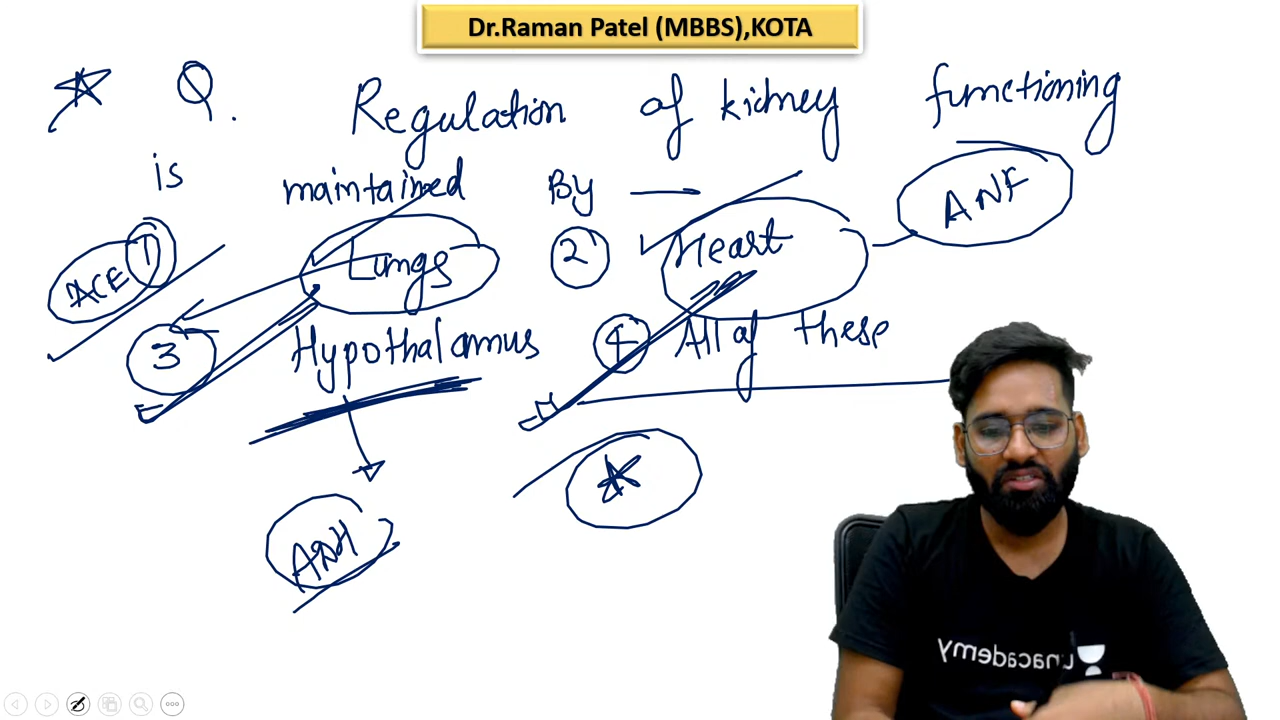 Dr.Raman Patel (MBBS),KOTA
Q. Regulation of kidney functioning
is maintained By
ANF
ACE 1 Lungs 2 Heart
3 Hypothalamus 4 All of these
ADH
unacademy